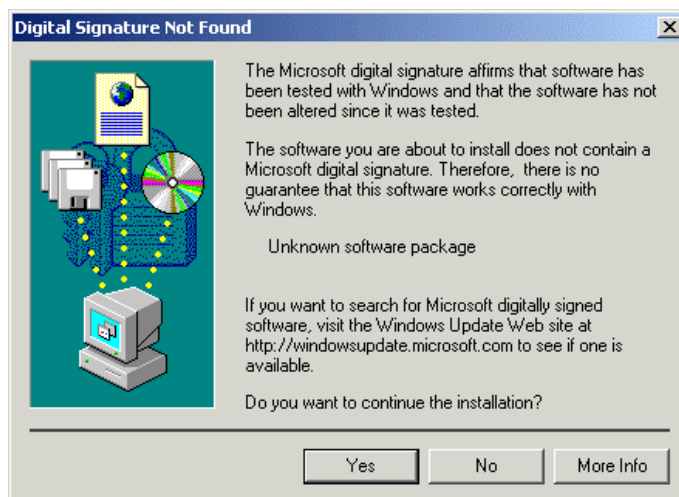 Digital Signature Not Found
The Microsoft digital signature affirms that software has
been tested with Windows and that the software has not
been altered since it was tested.
The software you are about to install does not contain a
Microsoft digital signature. Therefore, there is no
guarantee that this software works correctly with
Windows.
Unknown software package
If you want to search for Microsoft digitally signed
software, visit the Windows Update Web site at
http://windowsupdate.microsoft.com to see if one is
available.
Do you want to continue the installation?
Yes No More Info